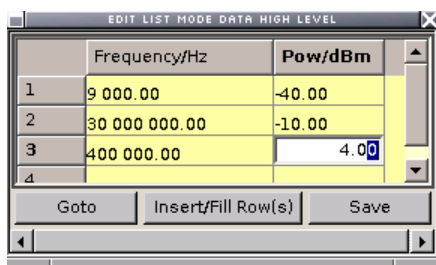 EDIT LIST MODE DATA HIGH LEVEL
Frequency/Hz Pow/dBm
1 9 000.00 -40.00
2 30 000 000.00 -10.00
3 400 000.00 4.00
4
Goto Insert/Fill Row(s) Save